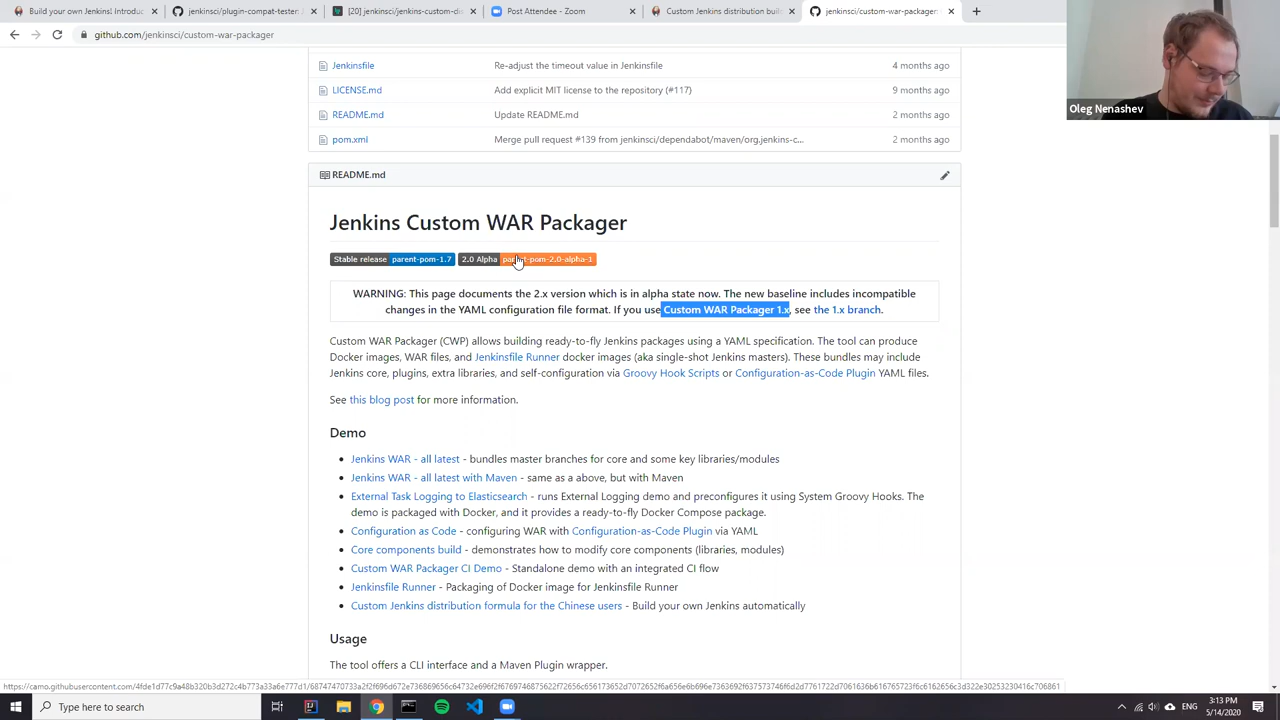 Build your own Jenkins! Introduc
jenkinsci/plugin-compat-tester:
[20] jenkinsci/jenkins-custom-dis
Post Attendee - Zoom
Custom Jenkins distribution buil
jenkinsci/custom-war-packager:
github.com/jenkinsci/custom-war-packager
Oleg Nenashev
Jenkinsfile Re-adjust the timeout value in Jenkinsfile 4 months ago
LICENSE.md Add explicit MIT license to the repository (#117) 9 months ago
README.md Update README.md 2 months ago
pom.xml Merge pull request #139 from jenkinsci/dependabot/maven/org.jenkins-c... 2 months ago
README.md
Jenkins Custom WAR Packager
Stable release parent-pom-1.7 2.0 Alpha parent-pom-2.0-alpha-1
WARNING: This page documents the 2.x version which is in alpha state now. The new baseline includes incompatible
changes in the YAML configuration file format. If you use Custom WAR Packager 1.x, see the 1.x branch.
Custom WAR Packager (CWP) allows building ready-to-fly Jenkins packages using a YAML specification. The tool can produce
Docker images, WAR files, and Jenkinsfile Runner docker images (aka single-shot Jenkins masters). These bundles may include
Jenkins core, plugins, extra libraries, and self-configuration via Groovy Hook Scripts or Configuration-as-Code Plugin YAML files.
See this blog post for more information.
Demo
• Jenkins WAR - all latest - bundles master branches for core and some key libraries/modules
• Jenkins WAR - all latest with Maven - same as a above, but with Maven
• External Task Logging to Elasticsearch - runs External Logging demo and preconfigures it using System Groovy Hooks. The
demo is packaged with Docker, and it provides a ready-to-fly Docker Compose package.
• Configuration as Code - configuring WAR with Configuration-as-Code Plugin via YAML
• Core components build - demonstrates how to modify core components (libraries, modules)
• Custom WAR Packager CI Demo - Standalone demo with an integrated CI flow
• Jenkinsfile Runner - Packaging of Docker image for Jenkinsfile Runner
• Custom Jenkins distribution formula for the Chinese users - Build your own Jenkins automatically
Usage
The tool offers a CLI interface and a Maven Plugin wrapper.
Type here to search
ENG
3:13 PM
5/14/2020